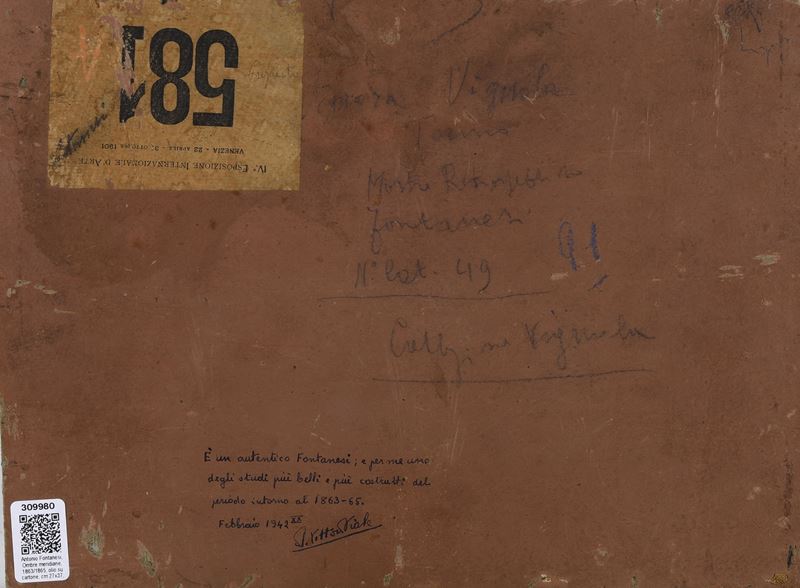 IVª ESPOSIZIONE INTERNAZIONALE D'ARTE
VENEZIA - 22 APRILE - 31 OTTOBRE 1901
581
Vignola
Torino
Mostra
Fontanesi
N° Cat. 49
91
Vignola
È un autentico Fontanesi; e per me uno
degli studi più belli e più costrutti del
periodo intorno al 1863-65.
Febbraio 1942 XX
309980
Antonio Fontanesi,
Ombre meridiane,
1863/1865, olio su
cartone, cm 27x37